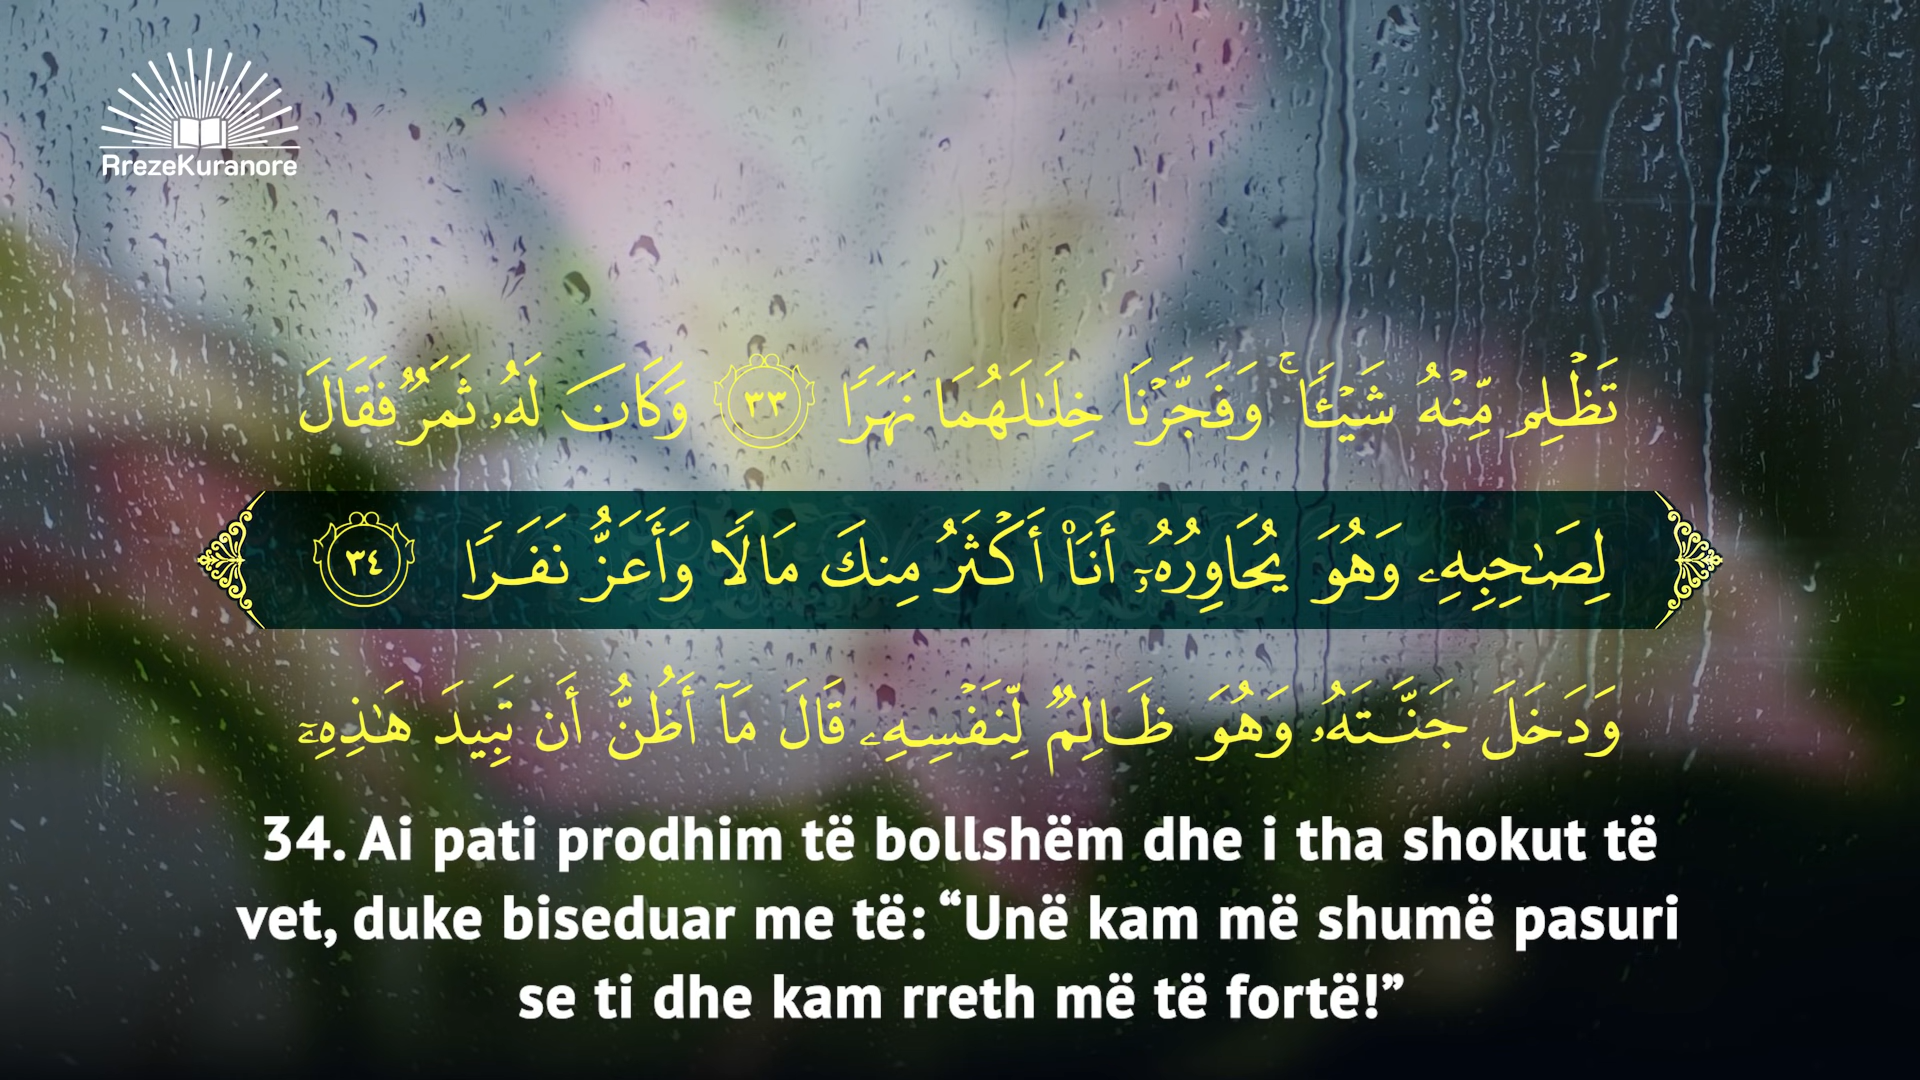 RrezeKuranore
تَظْلِم مِّنْهُ شَيْـًٔا ۚ وَفَجَّرْنَا خِلَـٰلَهُمَا نَهَرًا ٣٣ وَكَانَ لَهُۥ ثَمَرٌ فَقَالَ
لِصَـٰحِبِهِۦ وَهُوَ يُحَاوِرُهُۥٓ أَنَا۠ أَكْثَرُ مِنكَ مَالًا وَأَعَزُّ نَفَرًا ٣٤
وَدَخَلَ جَنَّتَهُۥ وَهُوَ ظَالِمٌ لِّنَفْسِهِۦ قَالَ مَآ أَظُنُّ أَن تَبِيدَ هَـٰذِهِۦٓ
34. Ai pati prodhim të bollshëm dhe i tha shokut të
vet, duke biseduar me të: “Unë kam më shumë pasuri
se ti dhe kam rreth më të fortë!”